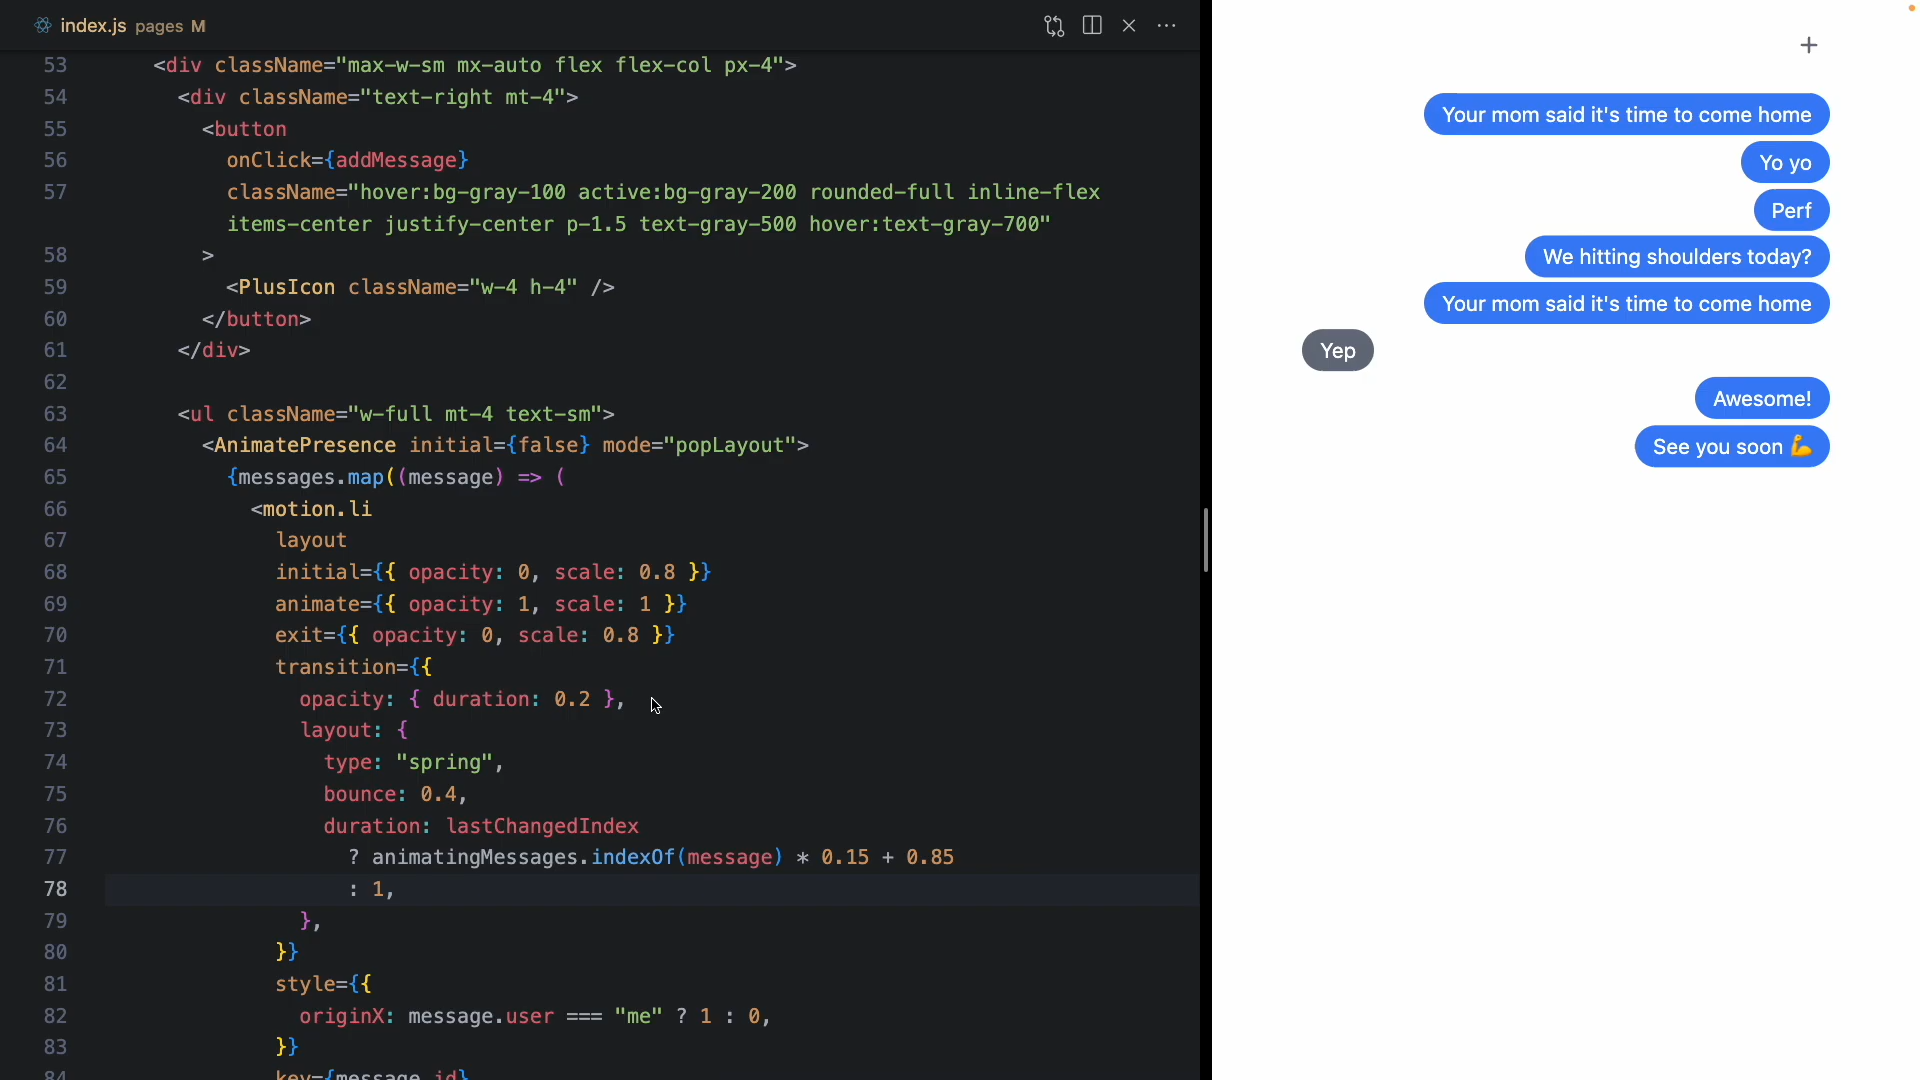 index.js pages M
53 <div className="max-w-sm mx-auto flex flex-col px-4">
54 <div className="text-right mt-4">
55 <button
56 onClick={addMessage}
57 className="hover:bg-gray-100 active:bg-gray-200 rounded-full inline-flex
items-center justify-center p-1.5 text-gray-500 hover:text-gray-700"
58 >
59 <PlusIcon className="w-4 h-4" />
60 </button>
61 </div>
62
63 <ul className="w-full mt-4 text-sm">
64 <AnimatePresence initial={false} mode="popLayout">
65 {messages.map((message) => (
66 <motion.li
67 layout
68 initial={{ opacity: 0, scale: 0.8 }}
69 animate={{ opacity: 1, scale: 1 }}
70 exit={{ opacity: 0, scale: 0.8 }}
71 transition={{
72 opacity: { duration: 0.2 },
73 layout: {
74 type: "spring",
75 bounce: 0.4,
76 duration: lastChangedIndex
77 ? animatingMessages.indexOf(message) * 0.15 + 0.85
78 : 1,
79 },
80 }}
81 style={{
82 originX: message.user === "me" ? 1 : 0,
83 }}
84 key={message.id}
Your mom said it's time to come home
Yo yo
Perf
We hitting shoulders today?
Your mom said it's time to come home
Yep
Awesome!
See you soon 💪